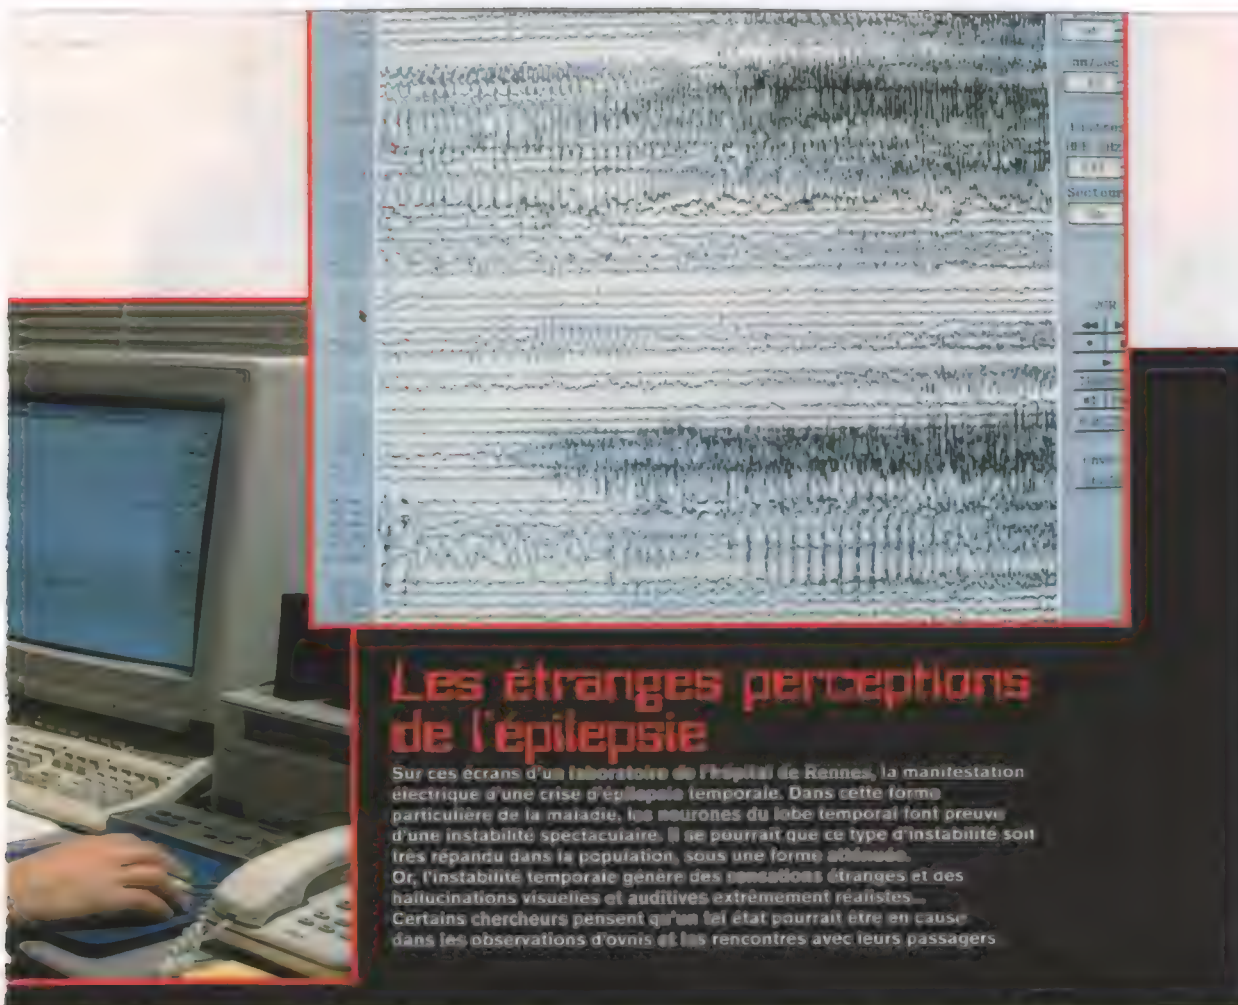 mm/sec
Secteur
Les étranges perceptions
de l'épilepsie
Sur ces écrans d'un laboratoire de l'hôpital de Rennes, la manifestation
électrique d'une crise d'épilepsie temporale. Dans cette forme
particulière de la maladie, les neurones du lobe temporal font preuve
d'une instabilité spectaculaire. Il se pourrait que ce type d'instabilité soit
très répandu dans la population, sous une forme atténuée.
Or, l'instabilité temporale génère des sensations étranges et des
hallucinations visuelles et auditives extrêmement réalistes...
Certains chercheurs pensent qu'un tel état pourrait être en cause
dans les observations d'ovnis et les rencontres avec leurs passagers